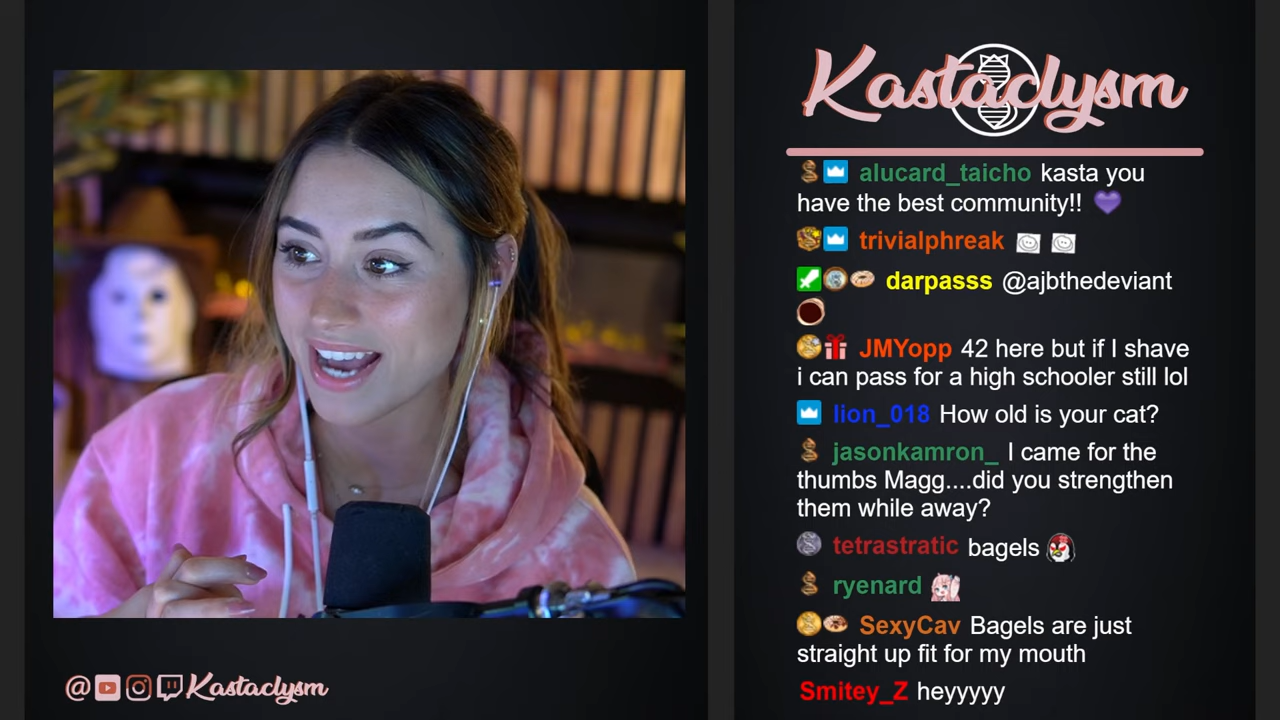 Kastaclysm
alucard_taicho kasta you
have the best community!!
trivialphreak
darpasss @ajbthedeviant
JMYopp 42 here but if I shave
i can pass for a high schooler still lol
lion_018 How old is your cat?
jasonkamron_ I came for the
thumbs Magg....did you strengthen
them while away?
tetrastratic bagels
ryenard
SexyCav Bagels are just
straight up fit for my mouth
Smitey_Z heyyyyy
@Kastaclysm